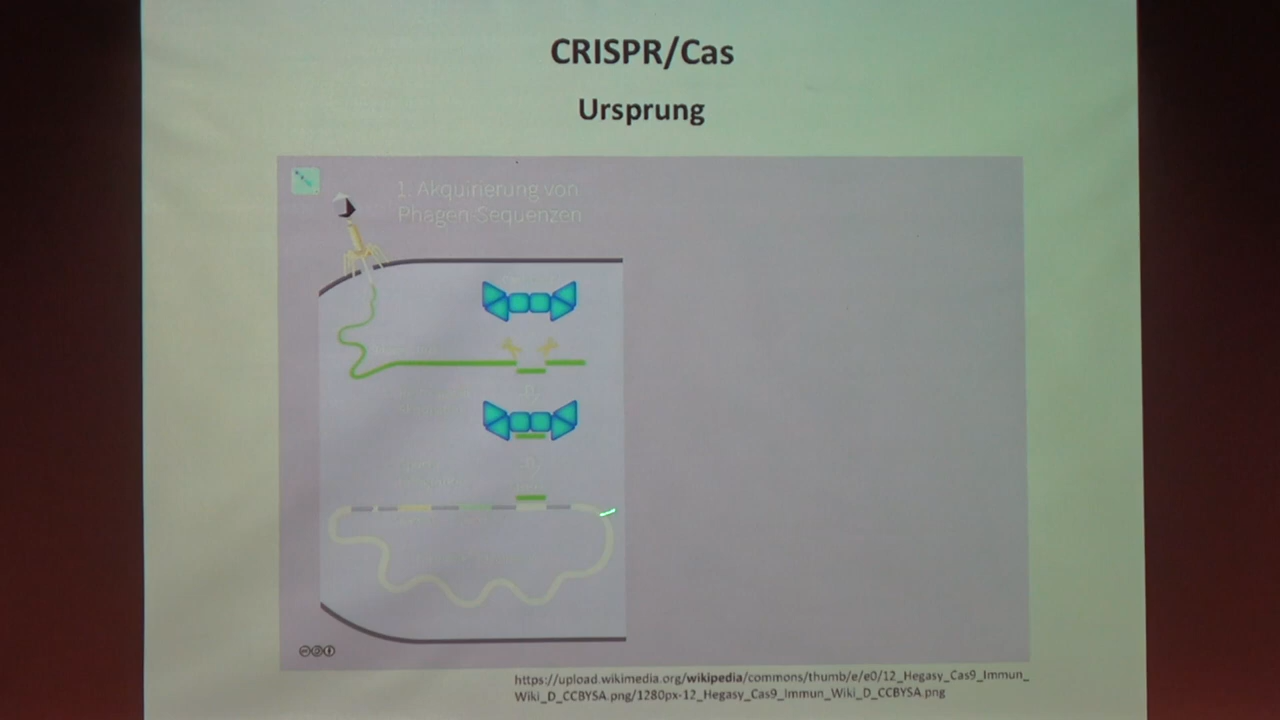 CRISPR/Cas
Ursprung
1. Akquirierung von
Phagen-Sequenzen
https://upload.wikimedia.org/wikipedia/commons/thumb/e/e0/12_Hegasy_Cas9_Immun_
Wiki_D_CCBYSA.png/1280px-12_Hegasy_Cas9_Immun_Wiki_D_CCBYSA.png